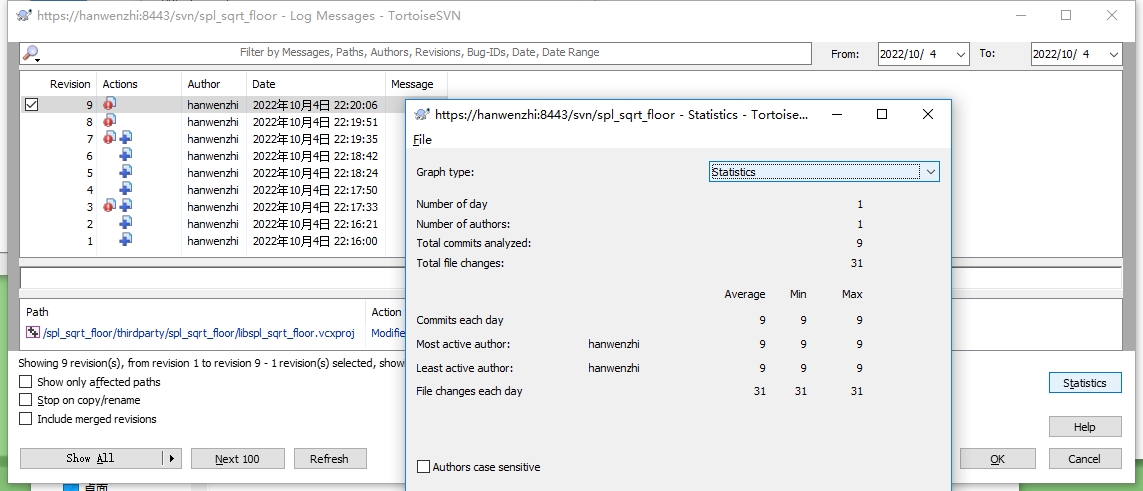 https://hanwenzhi:8443/svn/spl_sqrt_floor - Log Messages - TortoiseSVN
Filter by Messages, Paths, Authors, Revisions, Bug-IDs, Date, Date Range
From: 2022/10/ 4 To: 2022/10/ 4
Revision Actions Author Date Message
9 hanwenzhi 2022年10月4日 22:20:06
8 hanwenzhi 2022年10月4日 22:19:51
7 hanwenzhi 2022年10月4日 22:19:35
6 hanwenzhi 2022年10月4日 22:18:42
5 hanwenzhi 2022年10月4日 22:18:24
4 hanwenzhi 2022年10月4日 22:17:50
3 hanwenzhi 2022年10月4日 22:17:33
2 hanwenzhi 2022年10月4日 22:16:21
1 hanwenzhi 2022年10月4日 22:16:00
Path Action
/spl_sqrt_floor/thirdparty/spl_sqrt_floor/libspl_sqrt_floor.vcxproj Modifie
Showing 9 revision(s), from revision 1 to revision 9 - 1 revision(s) selected, show
Show only affected paths
Stop on copy/rename
Include merged revisions
Show All Next 100 Refresh
Statistics
Help
OK Cancel
https://hanwenzhi:8443/svn/spl_sqrt_floor - Statistics - Tortoise...
File
Graph type: Statistics
Number of day 1
Number of authors: 1
Total commits analyzed: 9
Total file changes: 31
Average Min Max
Commits each day 9 9 9
Most active author: hanwenzhi 9 9 9
Least active author: hanwenzhi 9 9 9
File changes each day 31 31 31
Authors case sensitive